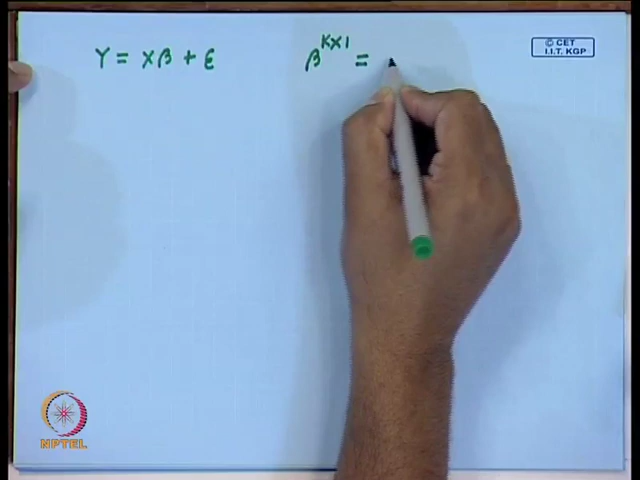 Y = Xβ + ε
β^{K×1} =
© CET
I.I.T. KGP
NPTEL